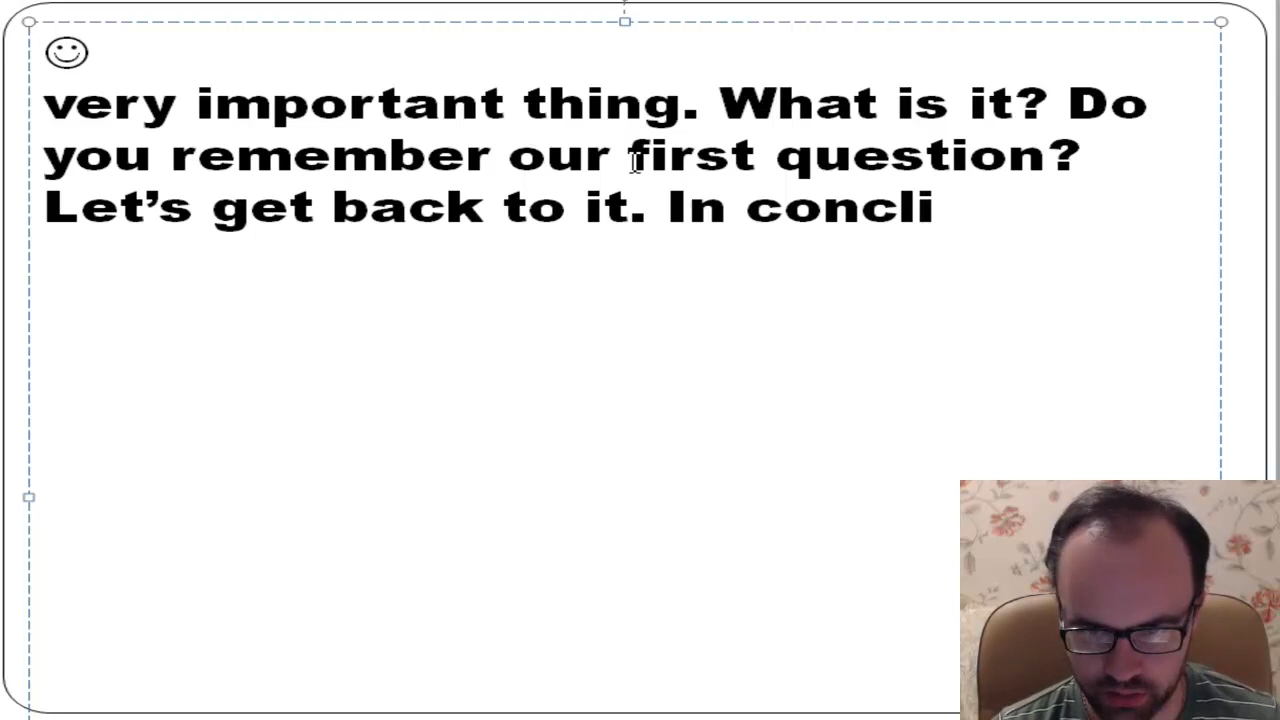 very important thing. What is it? Do
you remember our first question?
Let’s get back to it. In concli